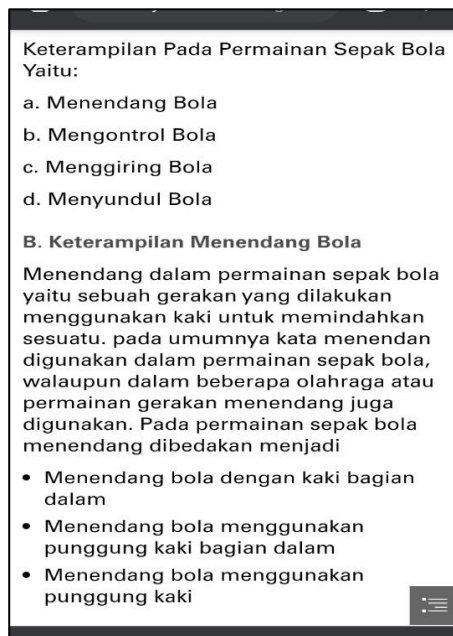 Keterampilan Pada Permainan Sepak Bola
Yaitu:
a. Menendang Bola
b. Mengontrol Bola
c. Menggiring Bola
d. Menyundul Bola
B. Keterampilan Menendang Bola
Menendang dalam permainan sepak bola
yaitu sebuah gerakan yang dilakukan
menggunakan kaki untuk memindahkan
sesuatu. pada umumnya kata menendan
digunakan dalam permainan sepak bola,
walaupun dalam beberapa olahraga atau
permainan gerakan menendang juga
digunakan. Pada permainan sepak bola
menendang dibedakan menjadi
• Menendang bola dengan kaki bagian
dalam
• Menendang bola menggunakan
punggung kaki bagian dalam
• Menendang bola menggunakan
punggung kaki